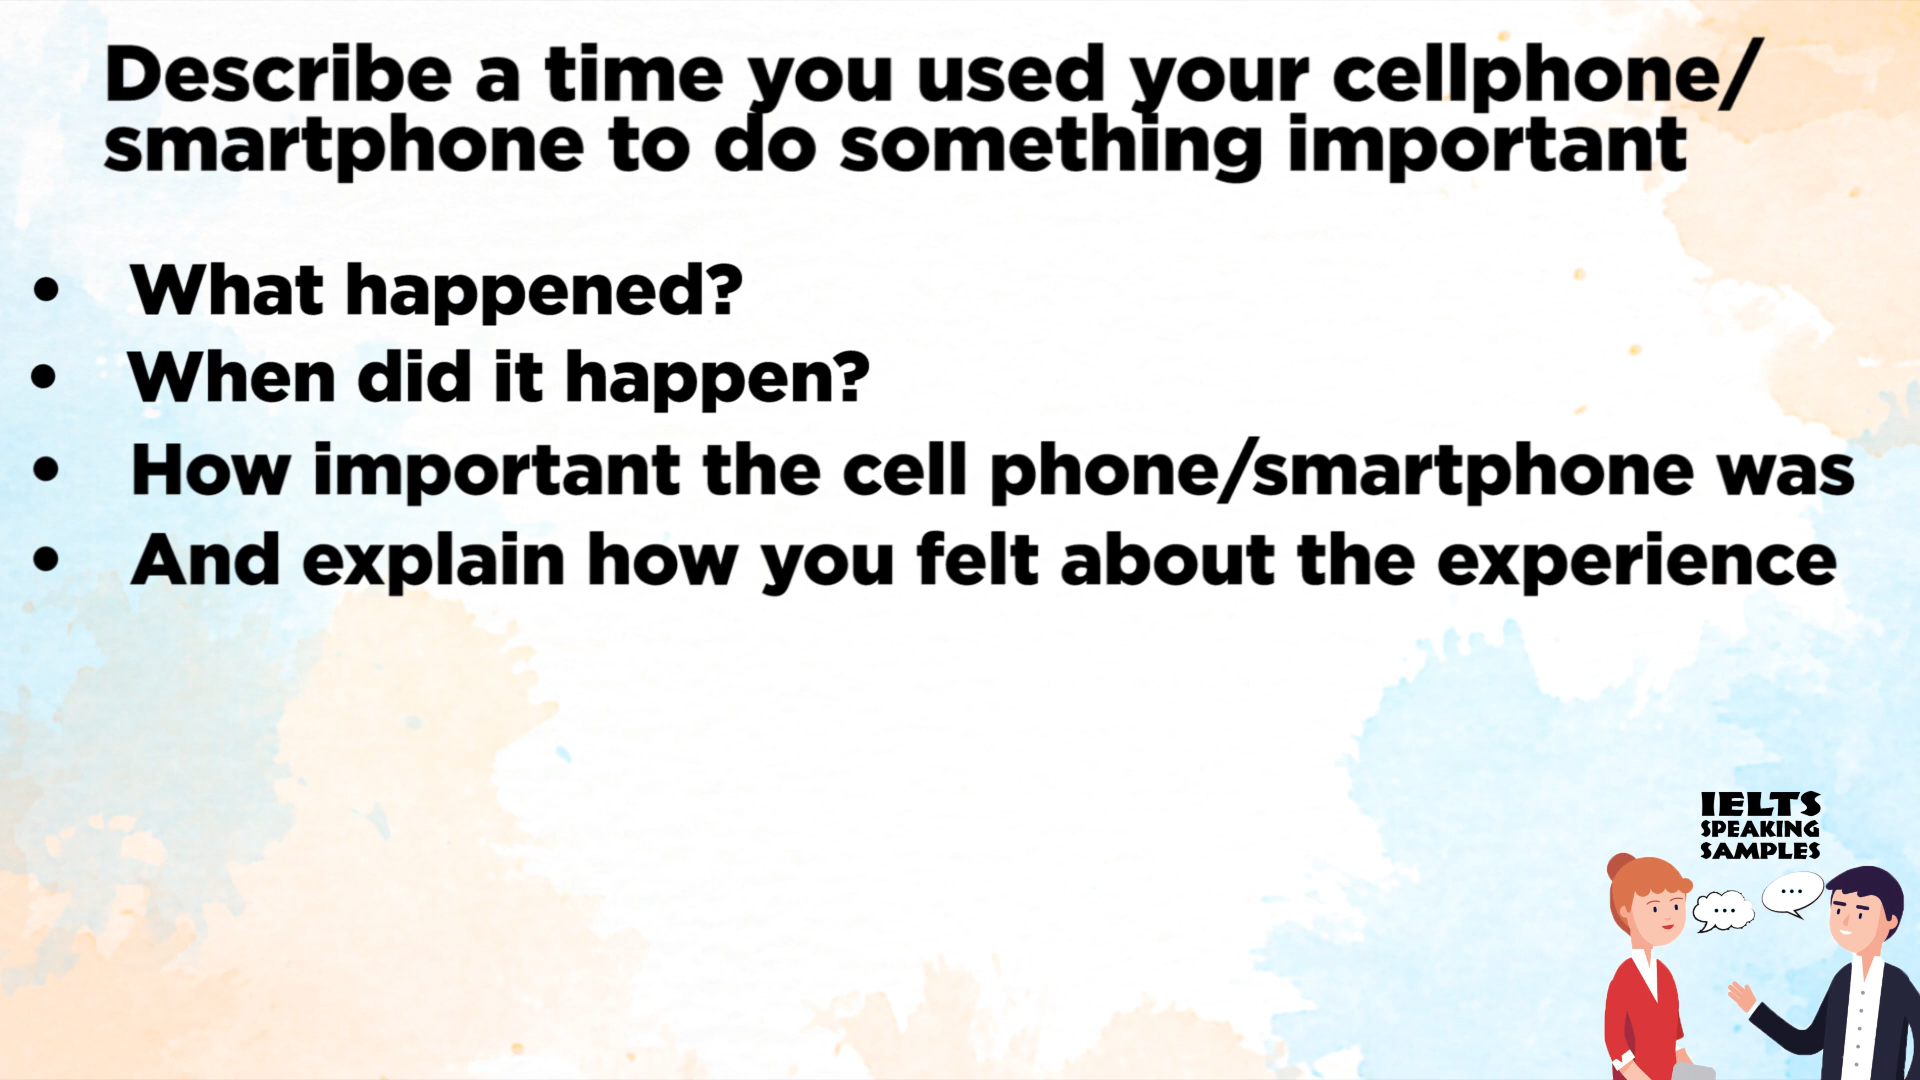 Describe a time you used your cellphone/
smartphone to do something important
• What happened?
• When did it happen?
• How important the cell phone/smartphone was
• And explain how you felt about the experience
IELTS
SPEAKING
SAMPLES
...
...